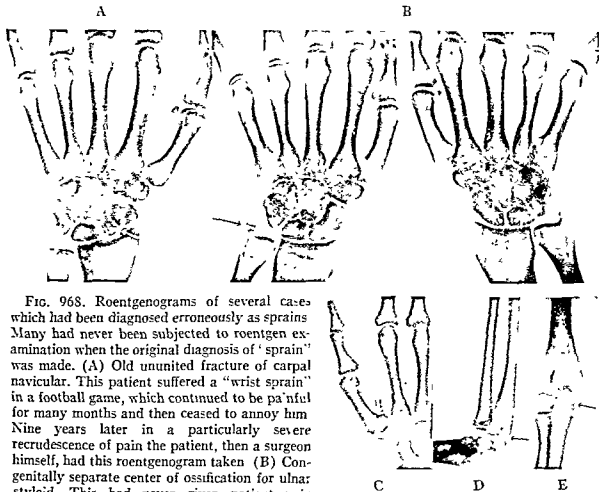 A
B
FIG. 968. Roentgenograms of several cases
which had been diagnosed erroneously as sprains
Many had never been subjected to roentgen ex-
amination when the original diagnosis of ' sprain"
was made. (A) Old ununited fracture of carpal
navicular. This patient suffered a "wrist sprain"
in a football game, which continued to be painful
for many months and then ceased to annoy him
Nine years later in a particularly severe
recrudescence of pain the patient, then a surgeon
himself, had this roentgenogram taken (B) Con-
genitally separate center of ossification for ulnar
styloid. This had never
C
D
E